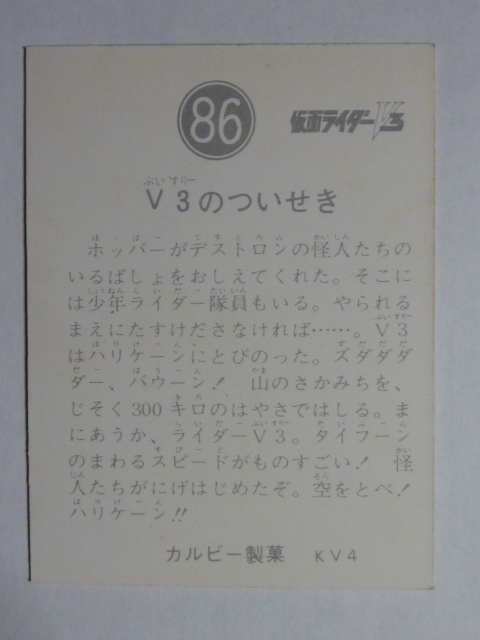 86
仮面ライダーV3
ぶいすりー
V3のついせき
ホッパーがデストロンの怪人たちの
いるばしょをおしえてくれた。そこに
は少年ライダー隊員もいる。やられる
まえにたすけださなければ……。V3
はハリケーンにとびのった。ズダダダ
ダー、バウーン! 山のさかみちを、
じそく300キロのはやさではしる。ま
にあうか、ライダーV3。タイフーン
のまわるスピードがものすごい! 怪
人たちがにげはじめたぞ。空をとべ!
ハリケーン!!
カルビー製菓 KV4